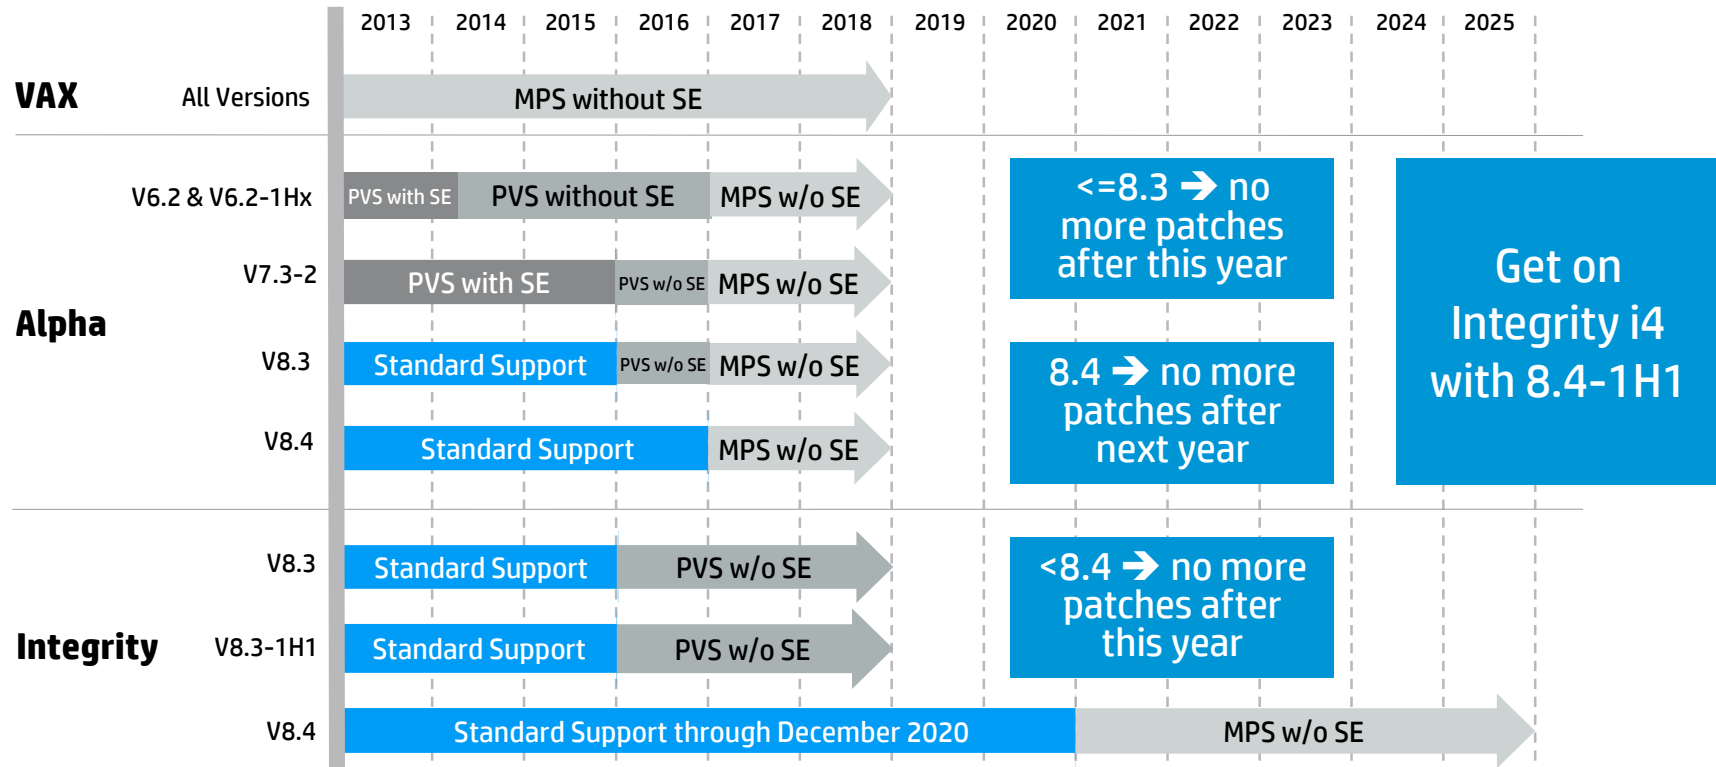 2013 2014 2015 2016 2017 2018 2019 2020 2021 2022 2023 2024 2025
VAX All Versions MPS without SE
V6.2 & V6.2-1Hx PVS with SE PVS without SE MPS w/o SE
V7.3-2 PVS with SE PVS w/o SE MPS w/o SE
Alpha
V8.3 Standard Support PVS w/o SE MPS w/o SE
V8.4 Standard Support MPS w/o SE
<=8.3 ➔ no
more patches
after this year
8.4 ➔ no more
patches after
next year
Get on
Integrity i4
with 8.4-1H1
V8.3 Standard Support PVS w/o SE
Integrity V8.3-1H1 Standard Support PVS w/o SE
V8.4 Standard Support through December 2020 MPS w/o SE
<8.4 ➔ no more
patches after
this year